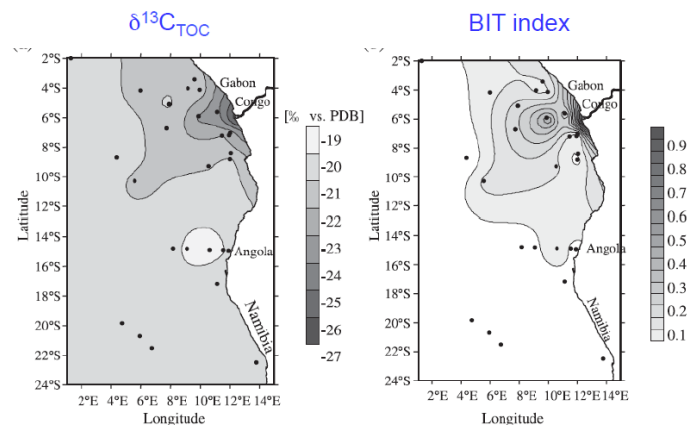 δ¹³C_TOC
BIT index
2°S
4°S
6°S
8°S
10°S
12°S
14°S
16°S
18°S
20°S
22°S
24°S
Latitude
Gabon
Congo
Angola
Namibia
2°E 4°E 6°E 8°E 10°E 12°E 14°E
Longitude
[‰ vs. PDB]
-19
-20
-21
-22
-23
-24
-25
-26
-27
2°S
4°S
6°S
8°S
10°S
12°S
14°S
16°S
18°S
20°S
22°S
24°S
Latitude
Gabon
Congo
Angola
Namibia
2°E 4°E 6°E 8°E 10°E 12°E 14°E
Longitude
0.9
0.8
0.7
0.6
0.5
0.4
0.3
0.2
0.1